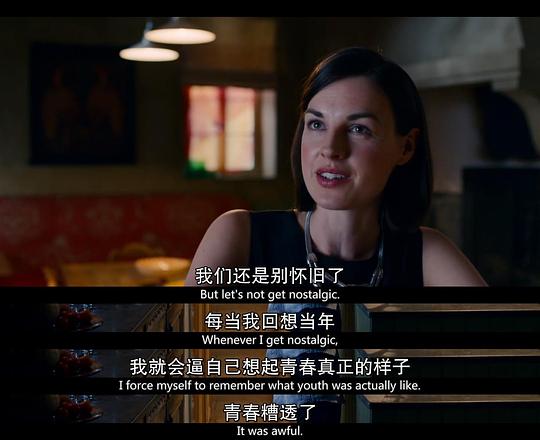 我们还是别怀旧了
But let's not get nostalgic.
每当我回想当年
Whenever I get nostalgic,
我就会逼自己想起青春真正的样子
I force myself to remember what youth was actually like.
青春糟透了
It was awful.